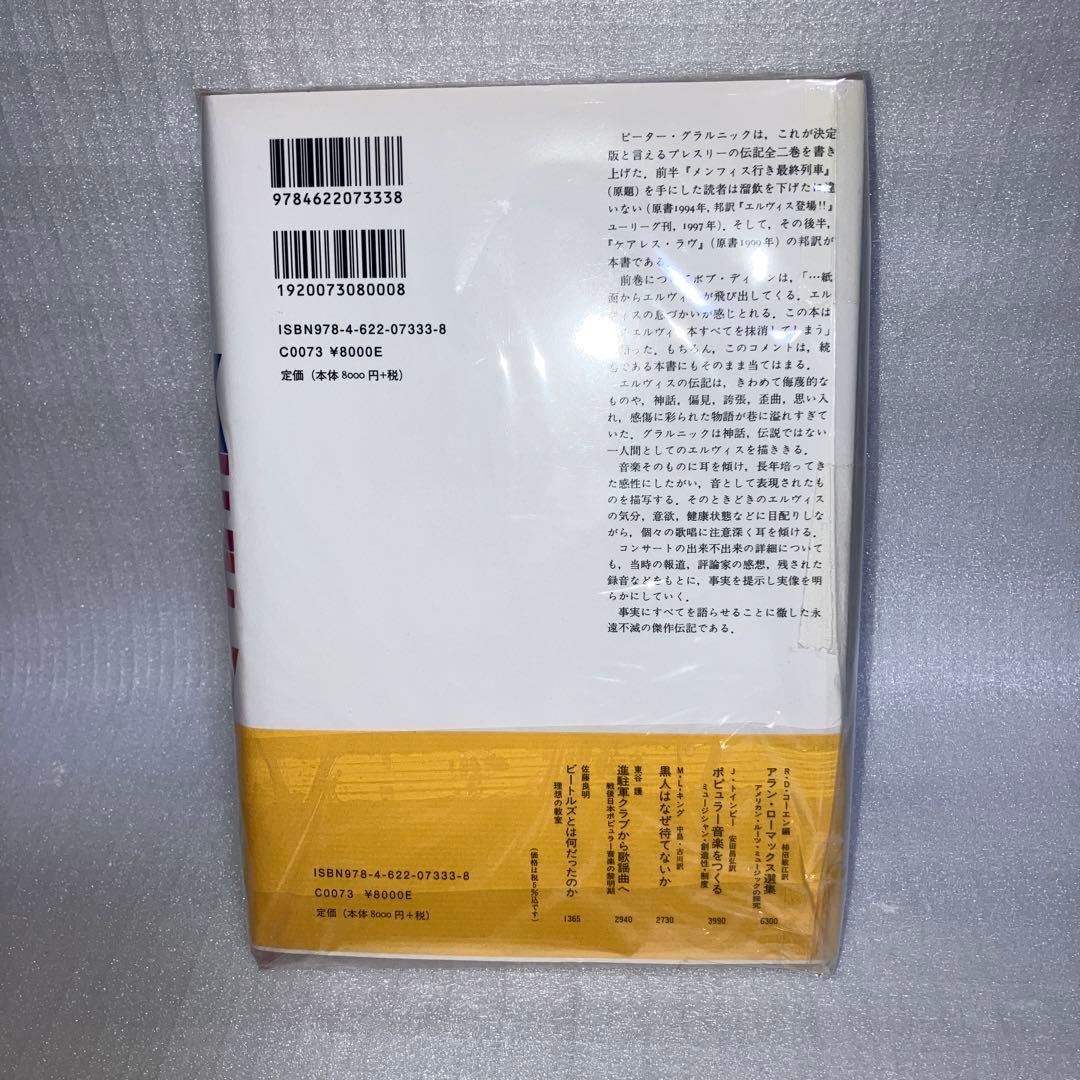 9784622073338
1920073080008
ISBN978-4-622-07333-8
C0073 ¥8000E
定価（本体8000円+税）
ピーター・グラルニックは，これが決定
版と言えるプレスリーの伝記全二巻を書き
上げた．前半『メンフィス行き最終列車』
（原題）を手にした読者は溜飲を下げたに違
いない（原書1994年，邦訳『エルヴィス登場!!』
ユーリーグ刊，1997年）．そして，その後半，
『ケアレス・ラヴ』（原書1999年）の邦訳が
本書である．
前巻についてボブ・ディランは，「…紙
面からエルヴィスが飛び出してくる．エル
ヴィスの息づかいが感じとれる．この本は
エルヴィ 本すべてを抹消してしまう」
った．もちろん，このコメントは，続
巻である本書にもそのまま当てはまる．
エルヴィスの伝記は，きわめて侮蔑的な
ものや，神話，偏見，誇張，歪曲，思い入
れ，感傷に彩られた物語が巷に溢れすぎて
いた．グラルニックは神話，伝説ではない
一人間としてのエルヴィスを描ききる．
音楽そのものに耳を傾け，長年培ってき
た感性にしたがい，音として表現されたも
のを描写する．そのときどきのエルヴィス
の気分，意欲，健康状態などに目配りしな
がら，個々の歌唱に注意深く耳を傾ける．
コンサートの出来不出来の詳細について
も，当時の報道，評論家の感想，残された
録音などをもとに，事実を提示し実像を明
らかにしていく．
事実にすべてを語らせることに徹した永
遠不滅の傑作伝記である．
R・D・コーエン編 柿沼敏江訳
アラン・ローマックス選集
アメリカン・ルーツ・ミュージックの探究
6300
J・トインビー 安田昌弘訳
ポピュラー音楽をつくる
ミュージシャン・創造性・制度
3990
M・L・キング 中島・古川訳
黒人はなぜ待てないか
2730
東谷 護
進駐軍クラブから歌謡曲へ
戦後日本ポピュラー音楽の黎明期
2940
佐藤良明
ビートルズとは何だったのか
理想の教室
1365
（価格は税5%込です）
ISBN978-4-622-07333-8
C0073 ¥8000E
定価（本体8000円+税）